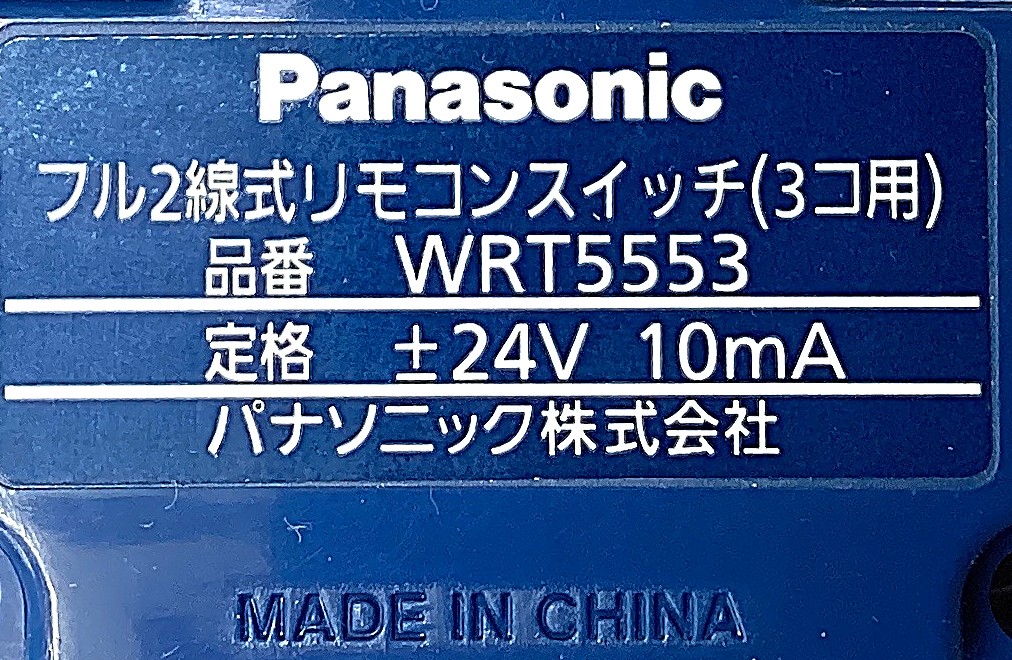 Panasonic
フル2線式リモコンスイッチ(3コ用)
品番 WRT5553
定格 ±24V 10mA
パナソニック株式会社
MADE IN CHINA